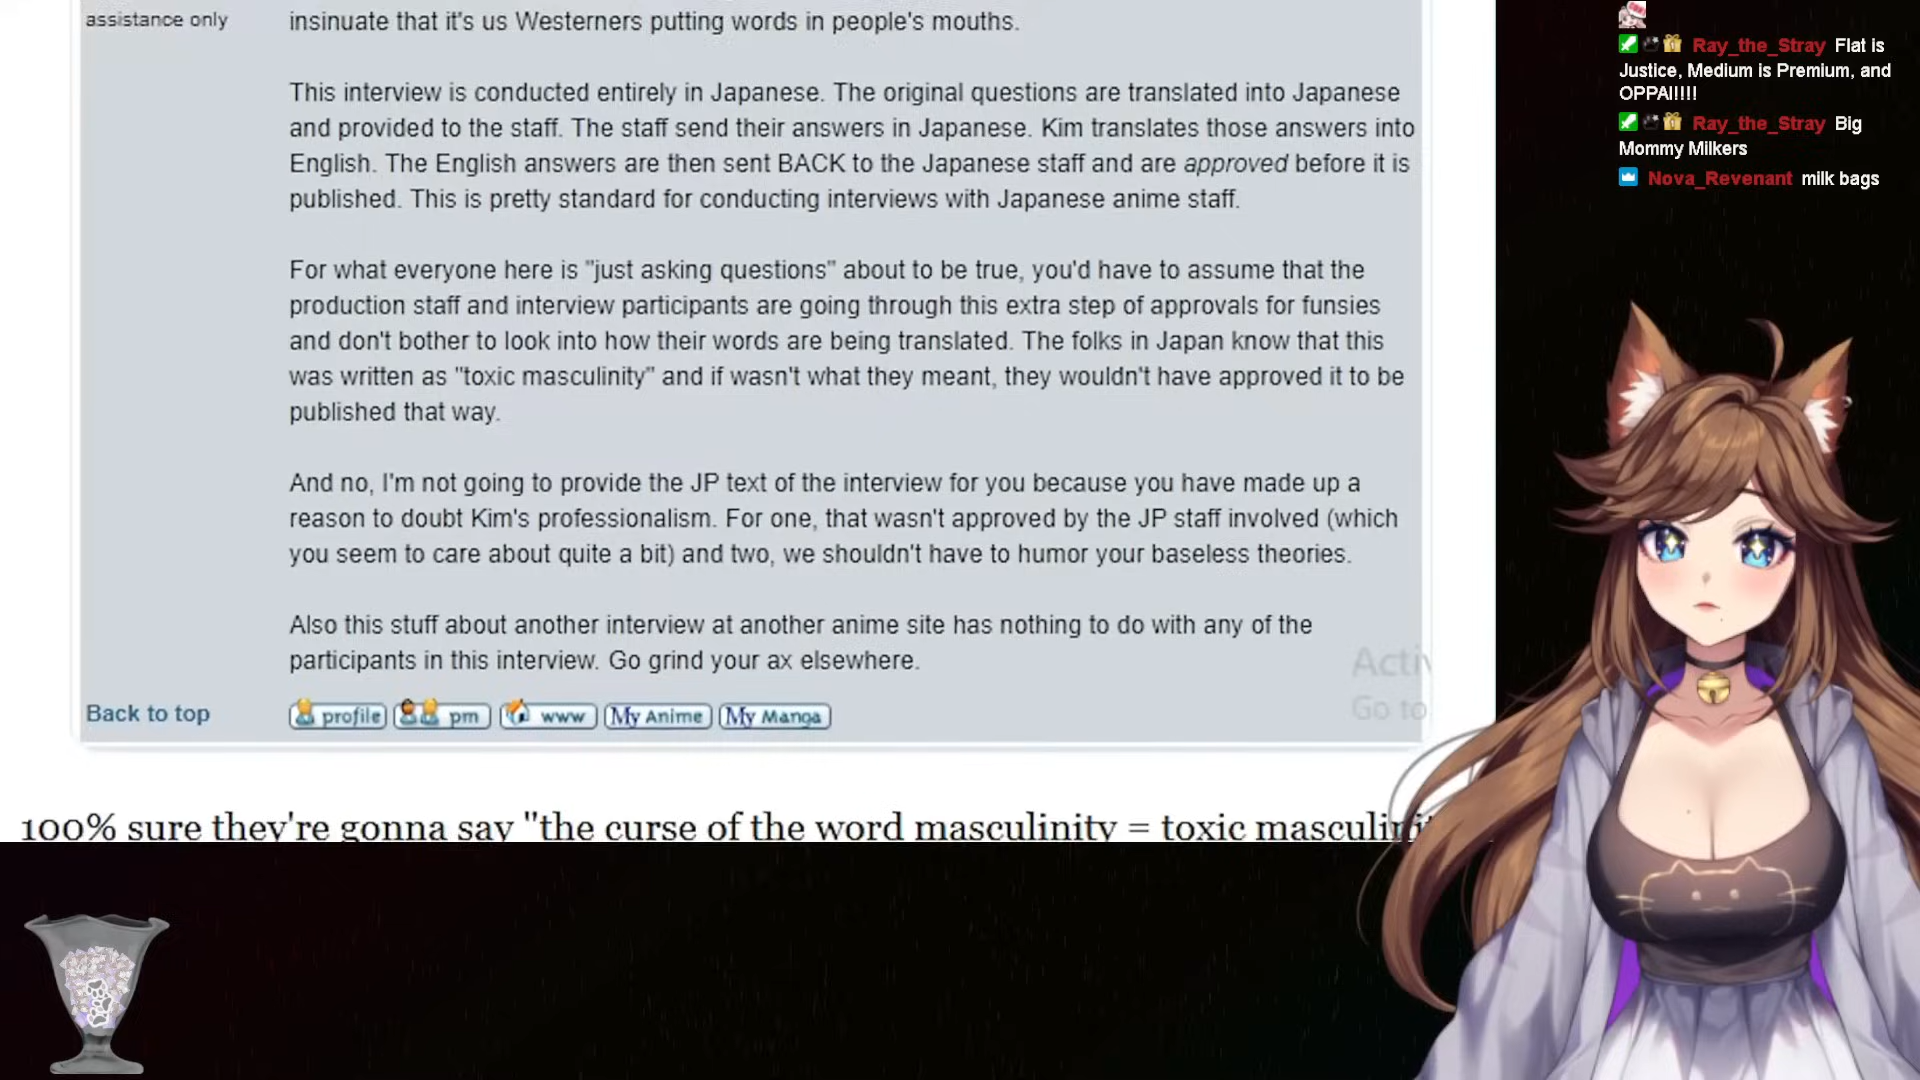 assistance only
insinuate that it's us Westerners putting words in people's mouths.
This interview is conducted entirely in Japanese. The original questions are translated into Japanese
and provided to the staff. The staff send their answers in Japanese. Kim translates those answers into
English. The English answers are then sent BACK to the Japanese staff and are approved before it is
published. This is pretty standard for conducting interviews with Japanese anime staff.
For what everyone here is "just asking questions" about to be true, you'd have to assume that the
production staff and interview participants are going through this extra step of approvals for funsies
and don't bother to look into how their words are being translated. The folks in Japan know that this
was written as "toxic masculinity" and if wasn't what they meant, they wouldn't have approved it to be
published that way.
And no, I'm not going to provide the JP text of the interview for you because you have made up a
reason to doubt Kim's professionalism. For one, that wasn't approved by the JP staff involved (which
you seem to care about quite a bit) and two, we shouldn't have to humor your baseless theories.
Also this stuff about another interview at another anime site has nothing to do with any of the
participants in this interview. Go grind your ax elsewhere.
Back to top
profile pm www My Anime My Manga
Go to
100% sure they're gonna say "the curse of the word masculinity = toxic
Ray_the_Stray Flat is
Justice, Medium is Premium, and
OPPAI!!!!
Ray_the_Stray Big
Mommy Milkers
Nova_Revenant milk bags